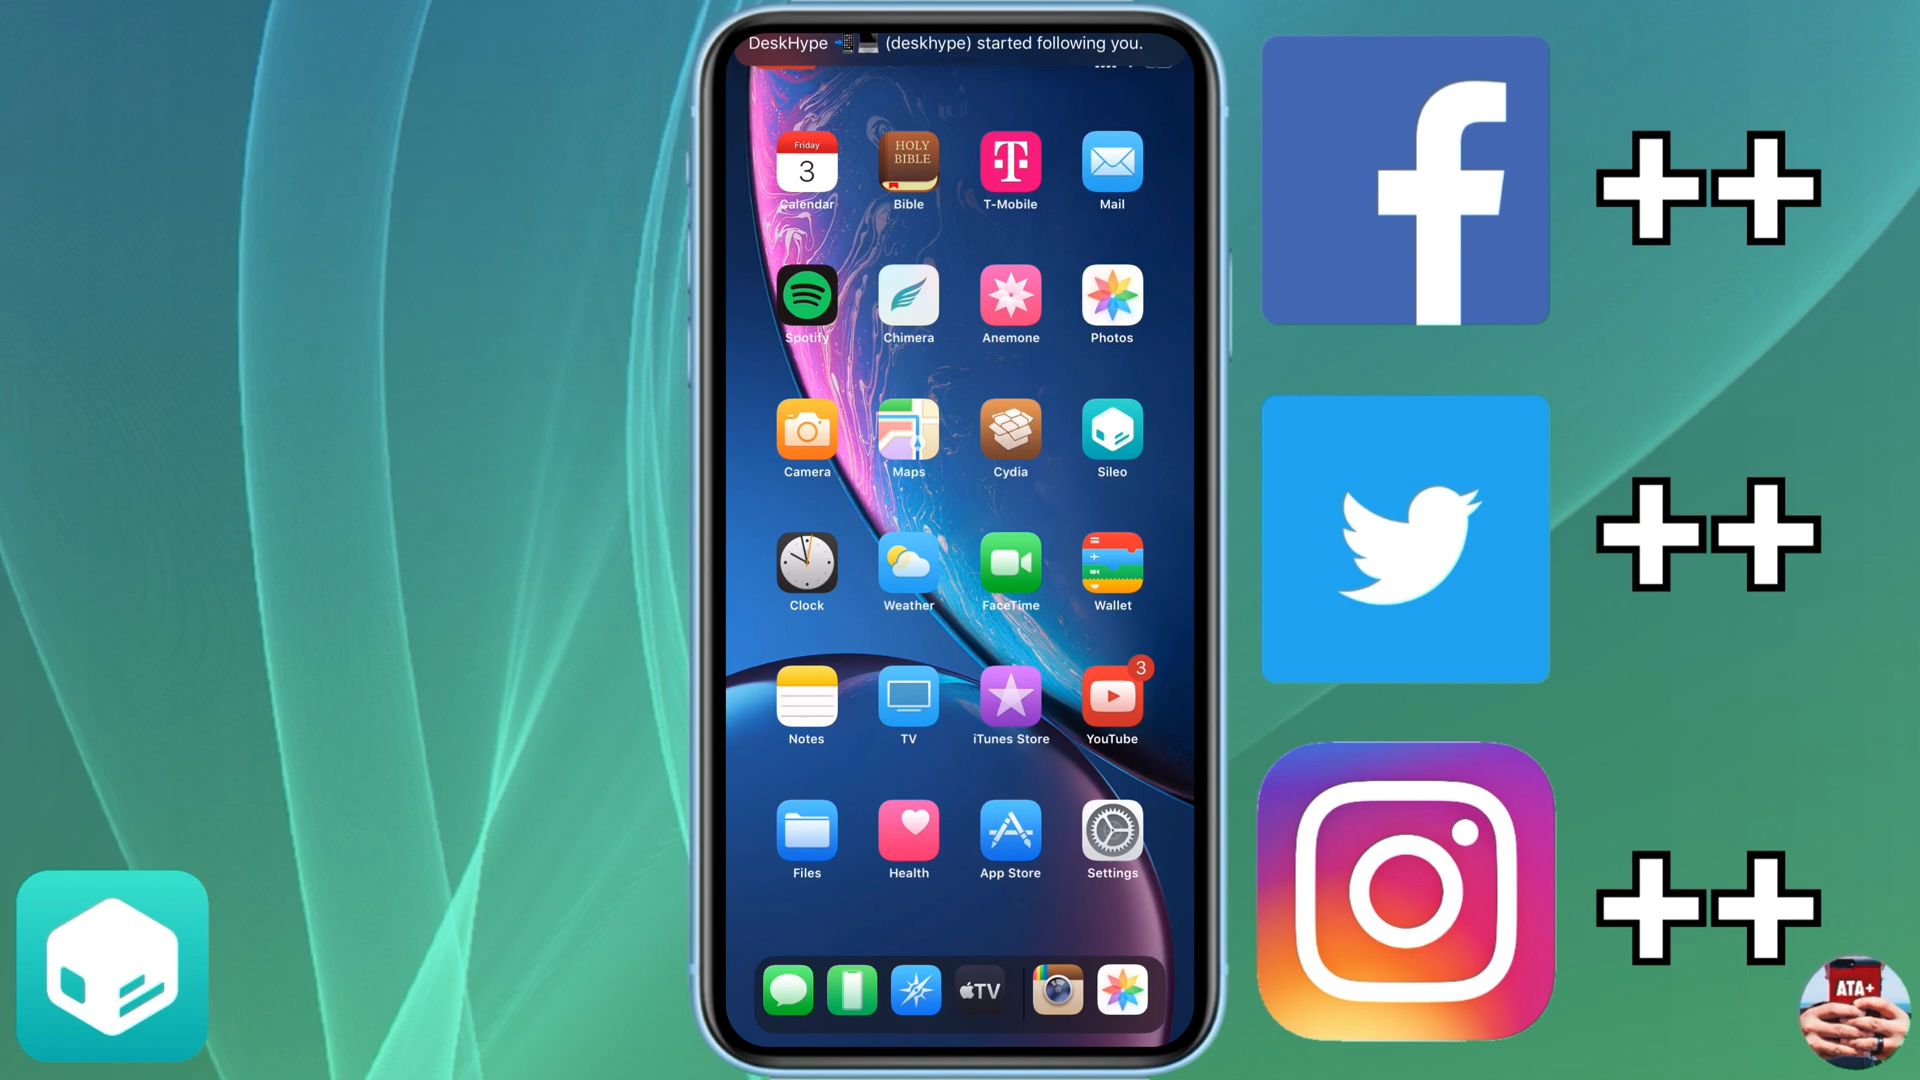 DeskHype 📲💻 (deskhype) started following you.
Friday
3
Calendar
HOLY
BIBLE
Bible
T
T-Mobile
Mail
Spotify
Chimera
Anemone
Photos
Camera
Maps
Cydia
Sileo
Clock
Weather
FaceTime
Wallet
Notes
TV
iTunes Store
3
YouTube
Files
Health
App Store
Settings
tv
f
++
++
++
ATA+